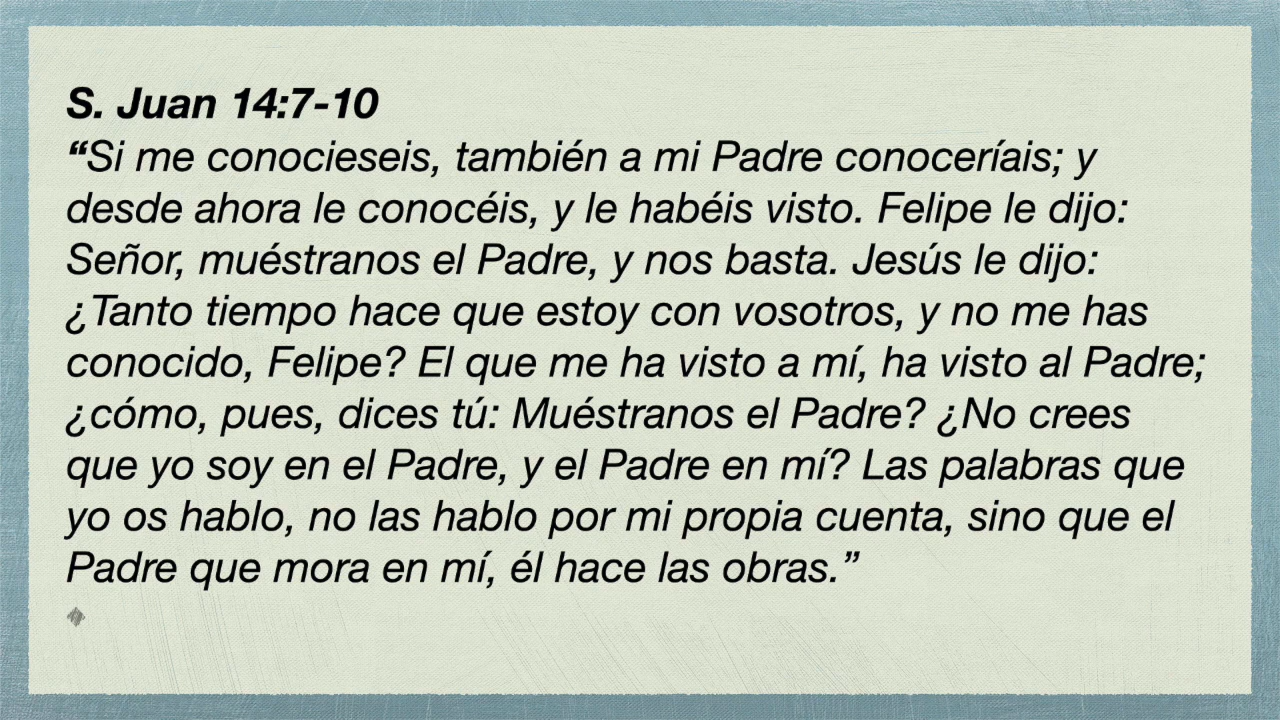 S. Juan 14:7-10
“Si me conocieseis, también a mi Padre conoceríais; y
desde ahora le conocéis, y le habéis visto. Felipe le dijo:
Señor, muéstranos el Padre, y nos basta. Jesús le dijo:
¿Tanto tiempo hace que estoy con vosotros, y no me has
conocido, Felipe? El que me ha visto a mí, ha visto al Padre;
¿cómo, pues, dices tú: Muéstranos el Padre? ¿No crees
que yo soy en el Padre, y el Padre en mí? Las palabras que
yo os hablo, no las hablo por mi propia cuenta, sino que el
Padre que mora en mí, él hace las obras.”